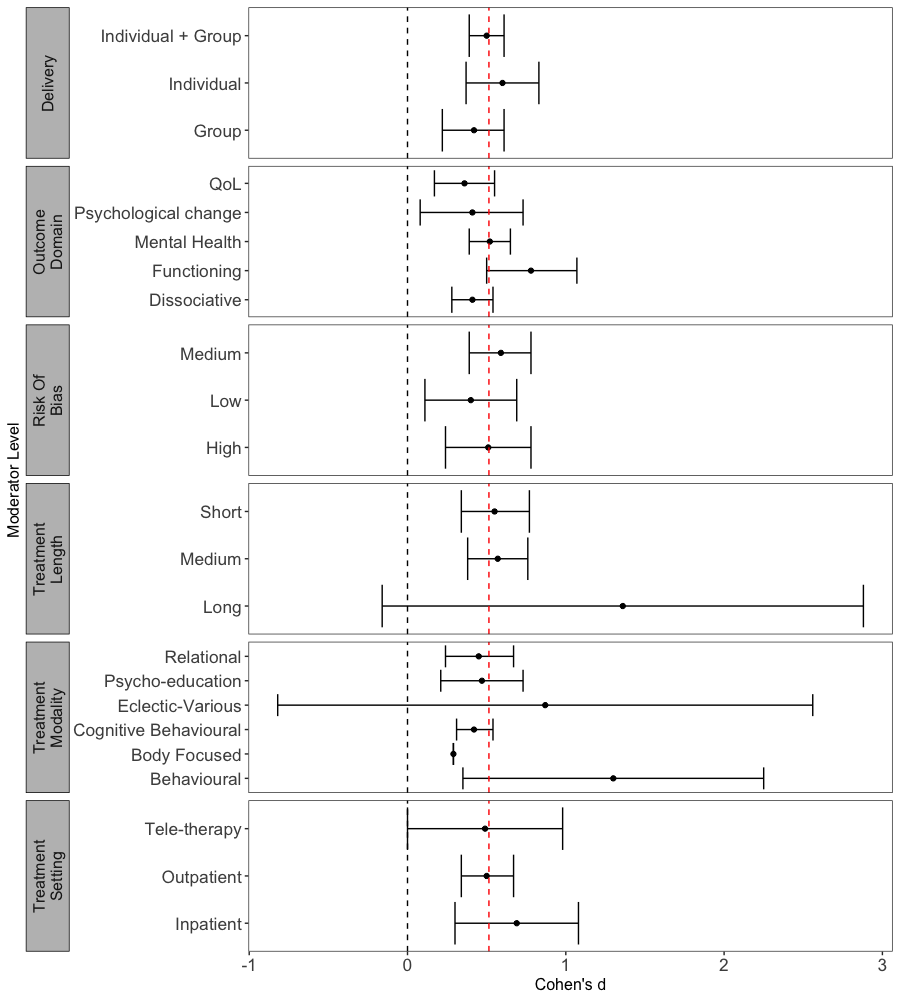 Moderator Level
Delivery
Individual + Group
Individual
Group
Outcome
Domain
QoL
Psychological change
Mental Health
Functioning
Dissociative
Risk Of
Bias
Medium
Low
High
Treatment
Length
Short
Medium
Long
Treatment
Modality
Relational
Psycho-education
Eclectic-Various
Cognitive Behavioural
Body Focused
Behavioural
Treatment
Setting
Tele-therapy
Outpatient
Inpatient
-1 0 1 2 3
Cohen's d